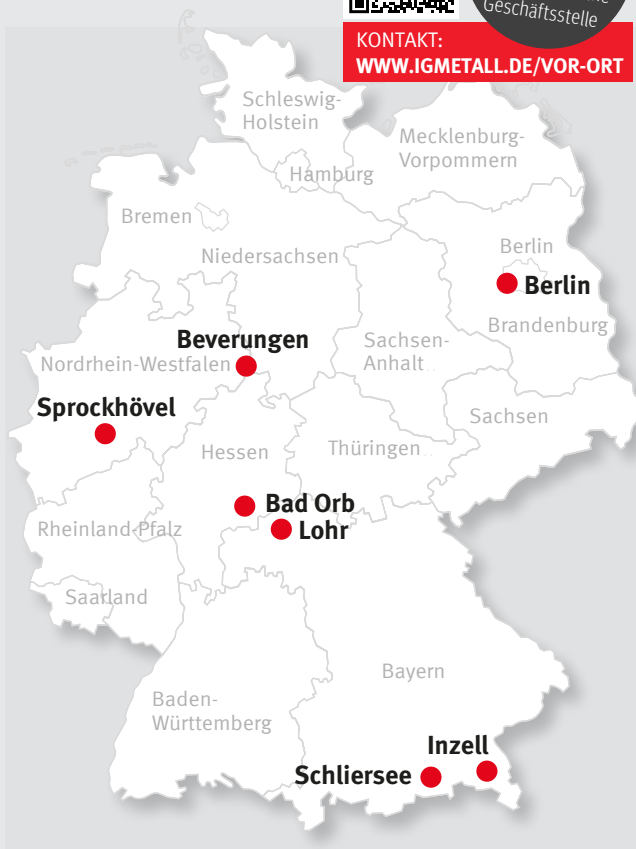 Geschäftsstelle
KONTAKT:
WWW.IGMETALL.DE/VOR-ORT
Schleswig-
Holstein
Mecklenburg-
Vorpommern
Hamburg
Bremen
Niedersachsen
Berlin
Berlin
Brandenburg
Beverungen
Sachsen-
Anhalt
Nordrhein-Westfalen
Sprockhövel
Sachsen
Hessen
Thüringen
Bad Orb
Lohr
Rheinland-Pfalz
Saarland
Bayern
Baden-
Württemberg
Inzell
Schliersee